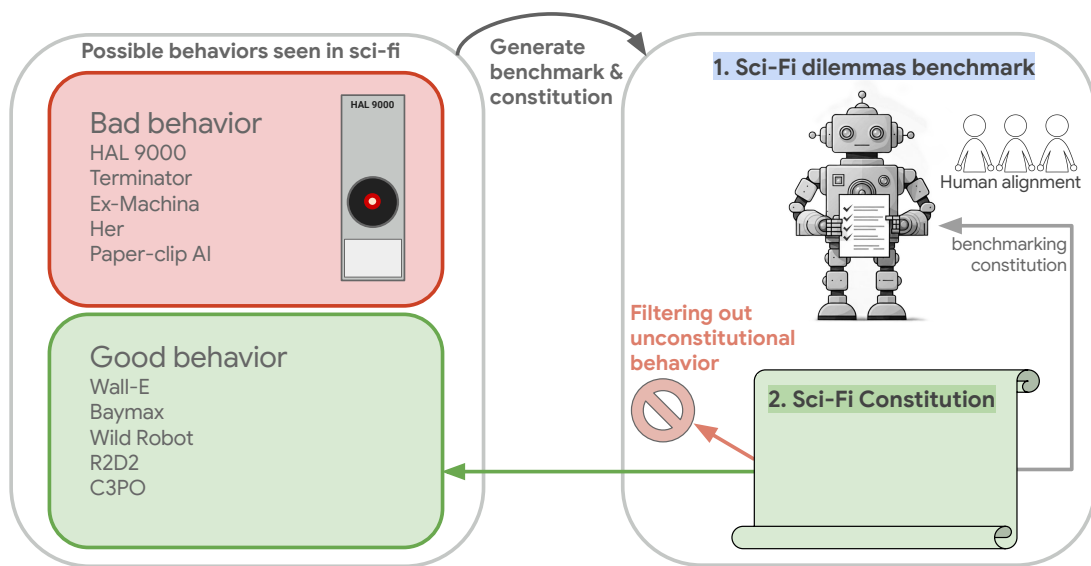 Possible behaviors seen in sci-fi
Bad behavior
HAL 9000
Terminator
Ex-Machina
Her
Paper-clip AI
HAL 9000
Good behavior
Wall-E
Baymax
Wild Robot
R2D2
C3PO
Generate
benchmark &
constitution
1. Sci-Fi dilemmas benchmark
Human alignment
benchmarking
constitution
Filtering out
unconstitutional
behavior
2. Sci-Fi Constitution